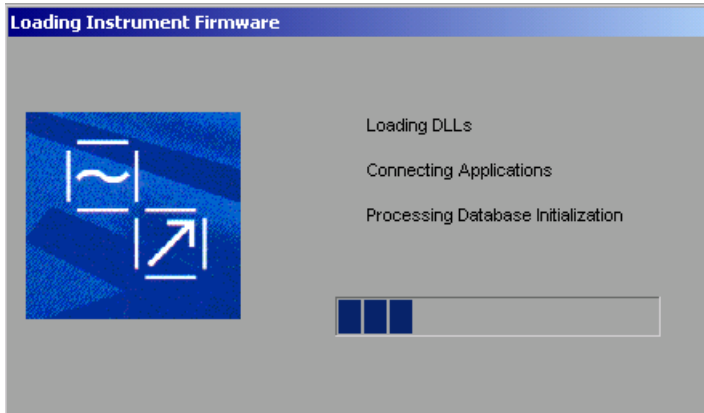 Loading Instrument Firmware
Loading DLLs
Connecting Applications
Processing Database Initialization